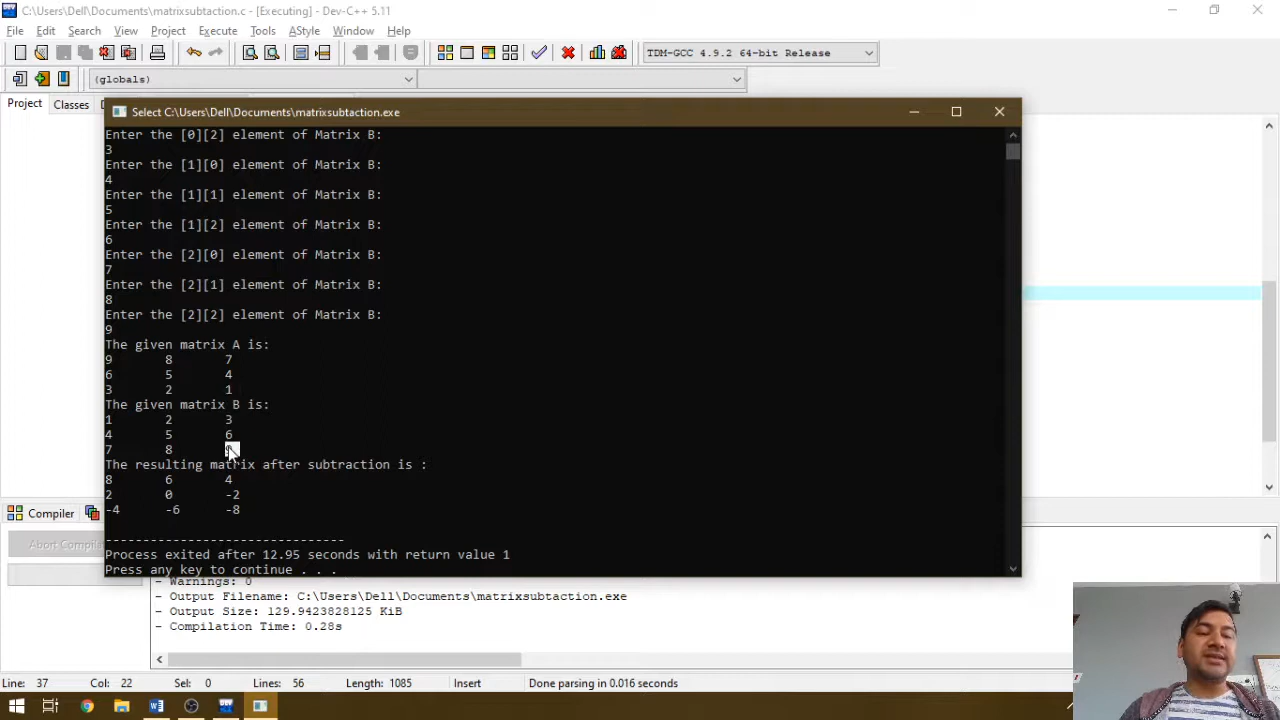 C:\Users\Dell\Documents\matrixsubtaction.c - [Executing] - Dev-C++ 5.11
File Edit Search View Project Execute Tools AStyle Window Help
TDM-GCC 4.9.2 64-bit Release
(globals)
Project Classes
Select C:\Users\Dell\Documents\matrixsubtaction.exe
Enter the [0][2] element of Matrix B:
3
Enter the [1][0] element of Matrix B:
4
Enter the [1][1] element of Matrix B:
5
Enter the [1][2] element of Matrix B:
6
Enter the [2][0] element of Matrix B:
7
Enter the [2][1] element of Matrix B:
8
Enter the [2][2] element of Matrix B:
9
The given matrix A is:
9 8 7
6 5 4
3 2 1
The given matrix B is:
1 2 3
4 5 6
7 8
The resulting matrix after subtraction is :
8 6 4
2 0 -2
-4 -6 -8
--------------------------------
Process exited after 12.95 seconds with return value 1
Press any key to continue . . .
Compiler
- Warnings: 0
- Output Filename: C:\Users\Dell\Documents\matrixsubtaction.exe
- Output Size: 129.9423828125 KiB
- Compilation Time: 0.28s
Line: 37 Col: 22 Sel: 0 Lines: 56 Length: 1085 Insert Done parsing in 0.016 seconds